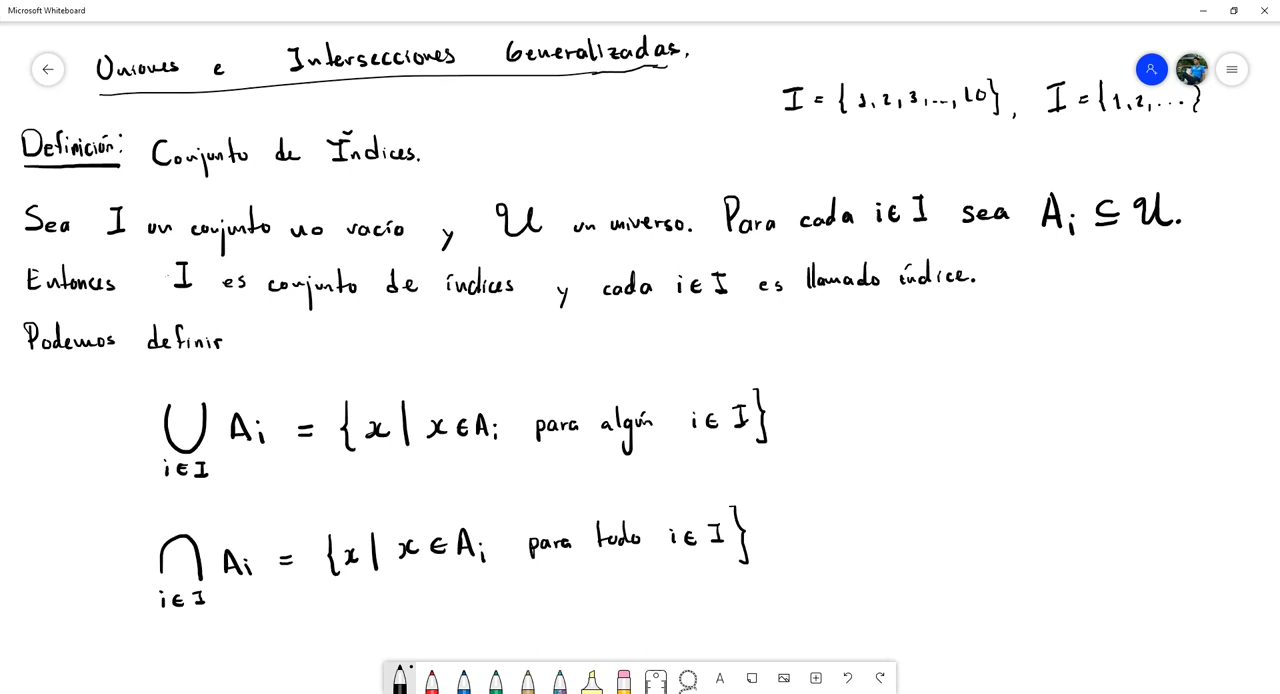 Microsoft Whiteboard
Uniones e Intersecciones Generalizadas.
I = {1, 2, 3, ..., 10}, I = {1, 2, ...}
Definición: Conjunto de Índices.
Sea I un conjunto no vacío y 𝒰 un universo. Para cada i ∈ I sea Aᵢ ⊆ 𝒰.
Entonces I es conjunto de índices y cada i ∈ I es llamado índice.
Podemos definir
⋃ Aᵢ = {x | x ∈ Aᵢ para algún i ∈ I}
i ∈ I
⋂ Aᵢ = {x | x ∈ Aᵢ para todo i ∈ I}
i ∈ I